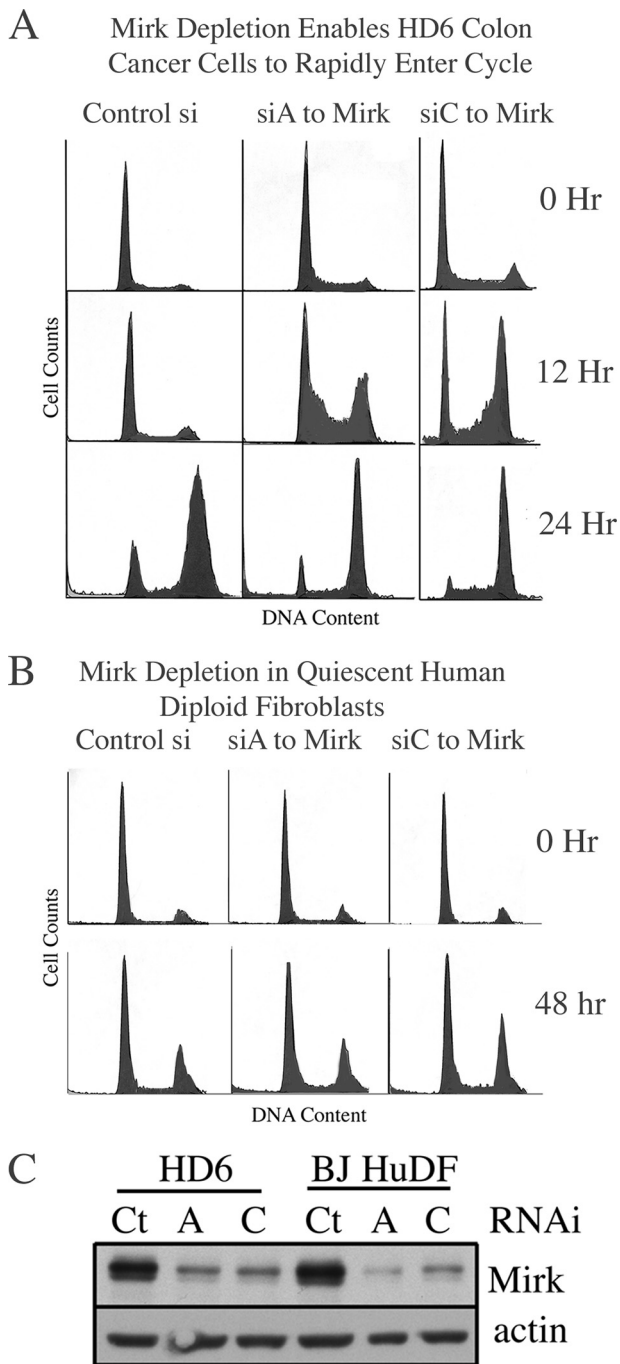 A
Mirk Depletion Enables HD6 Colon
Cancer Cells to Rapidly Enter Cycle
Control si siA to Mirk siC to Mirk
0 Hr
12 Hr
24 Hr
Cell Counts
DNA Content
B
Mirk Depletion in Quiescent Human
Diploid Fibroblasts
Control si siA to Mirk siC to Mirk
0 Hr
48 hr
Cell Counts
DNA Content
C
HD6 BJ HuDF
Ct A C Ct A C RNAi
Mirk
actin